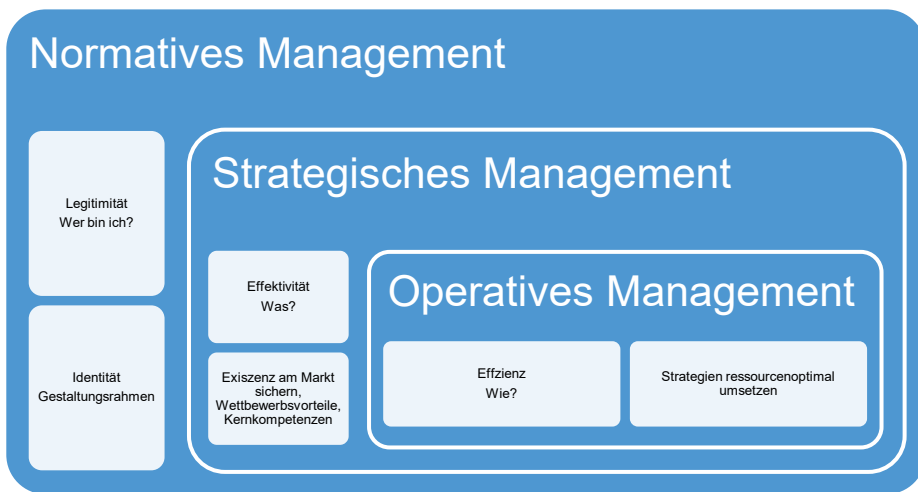 Normatives Management
Legitimität
Wer bin ich?
Identität
Gestaltungsrahmen
Strategisches Management
Effektivität
Was?
Exiszenz am Markt
sichern,
Wettbewerbsvorteile,
Kernkompetenzen
Operatives Management
Effzienz
Wie?
Strategien ressourcenoptimal
umsetzen